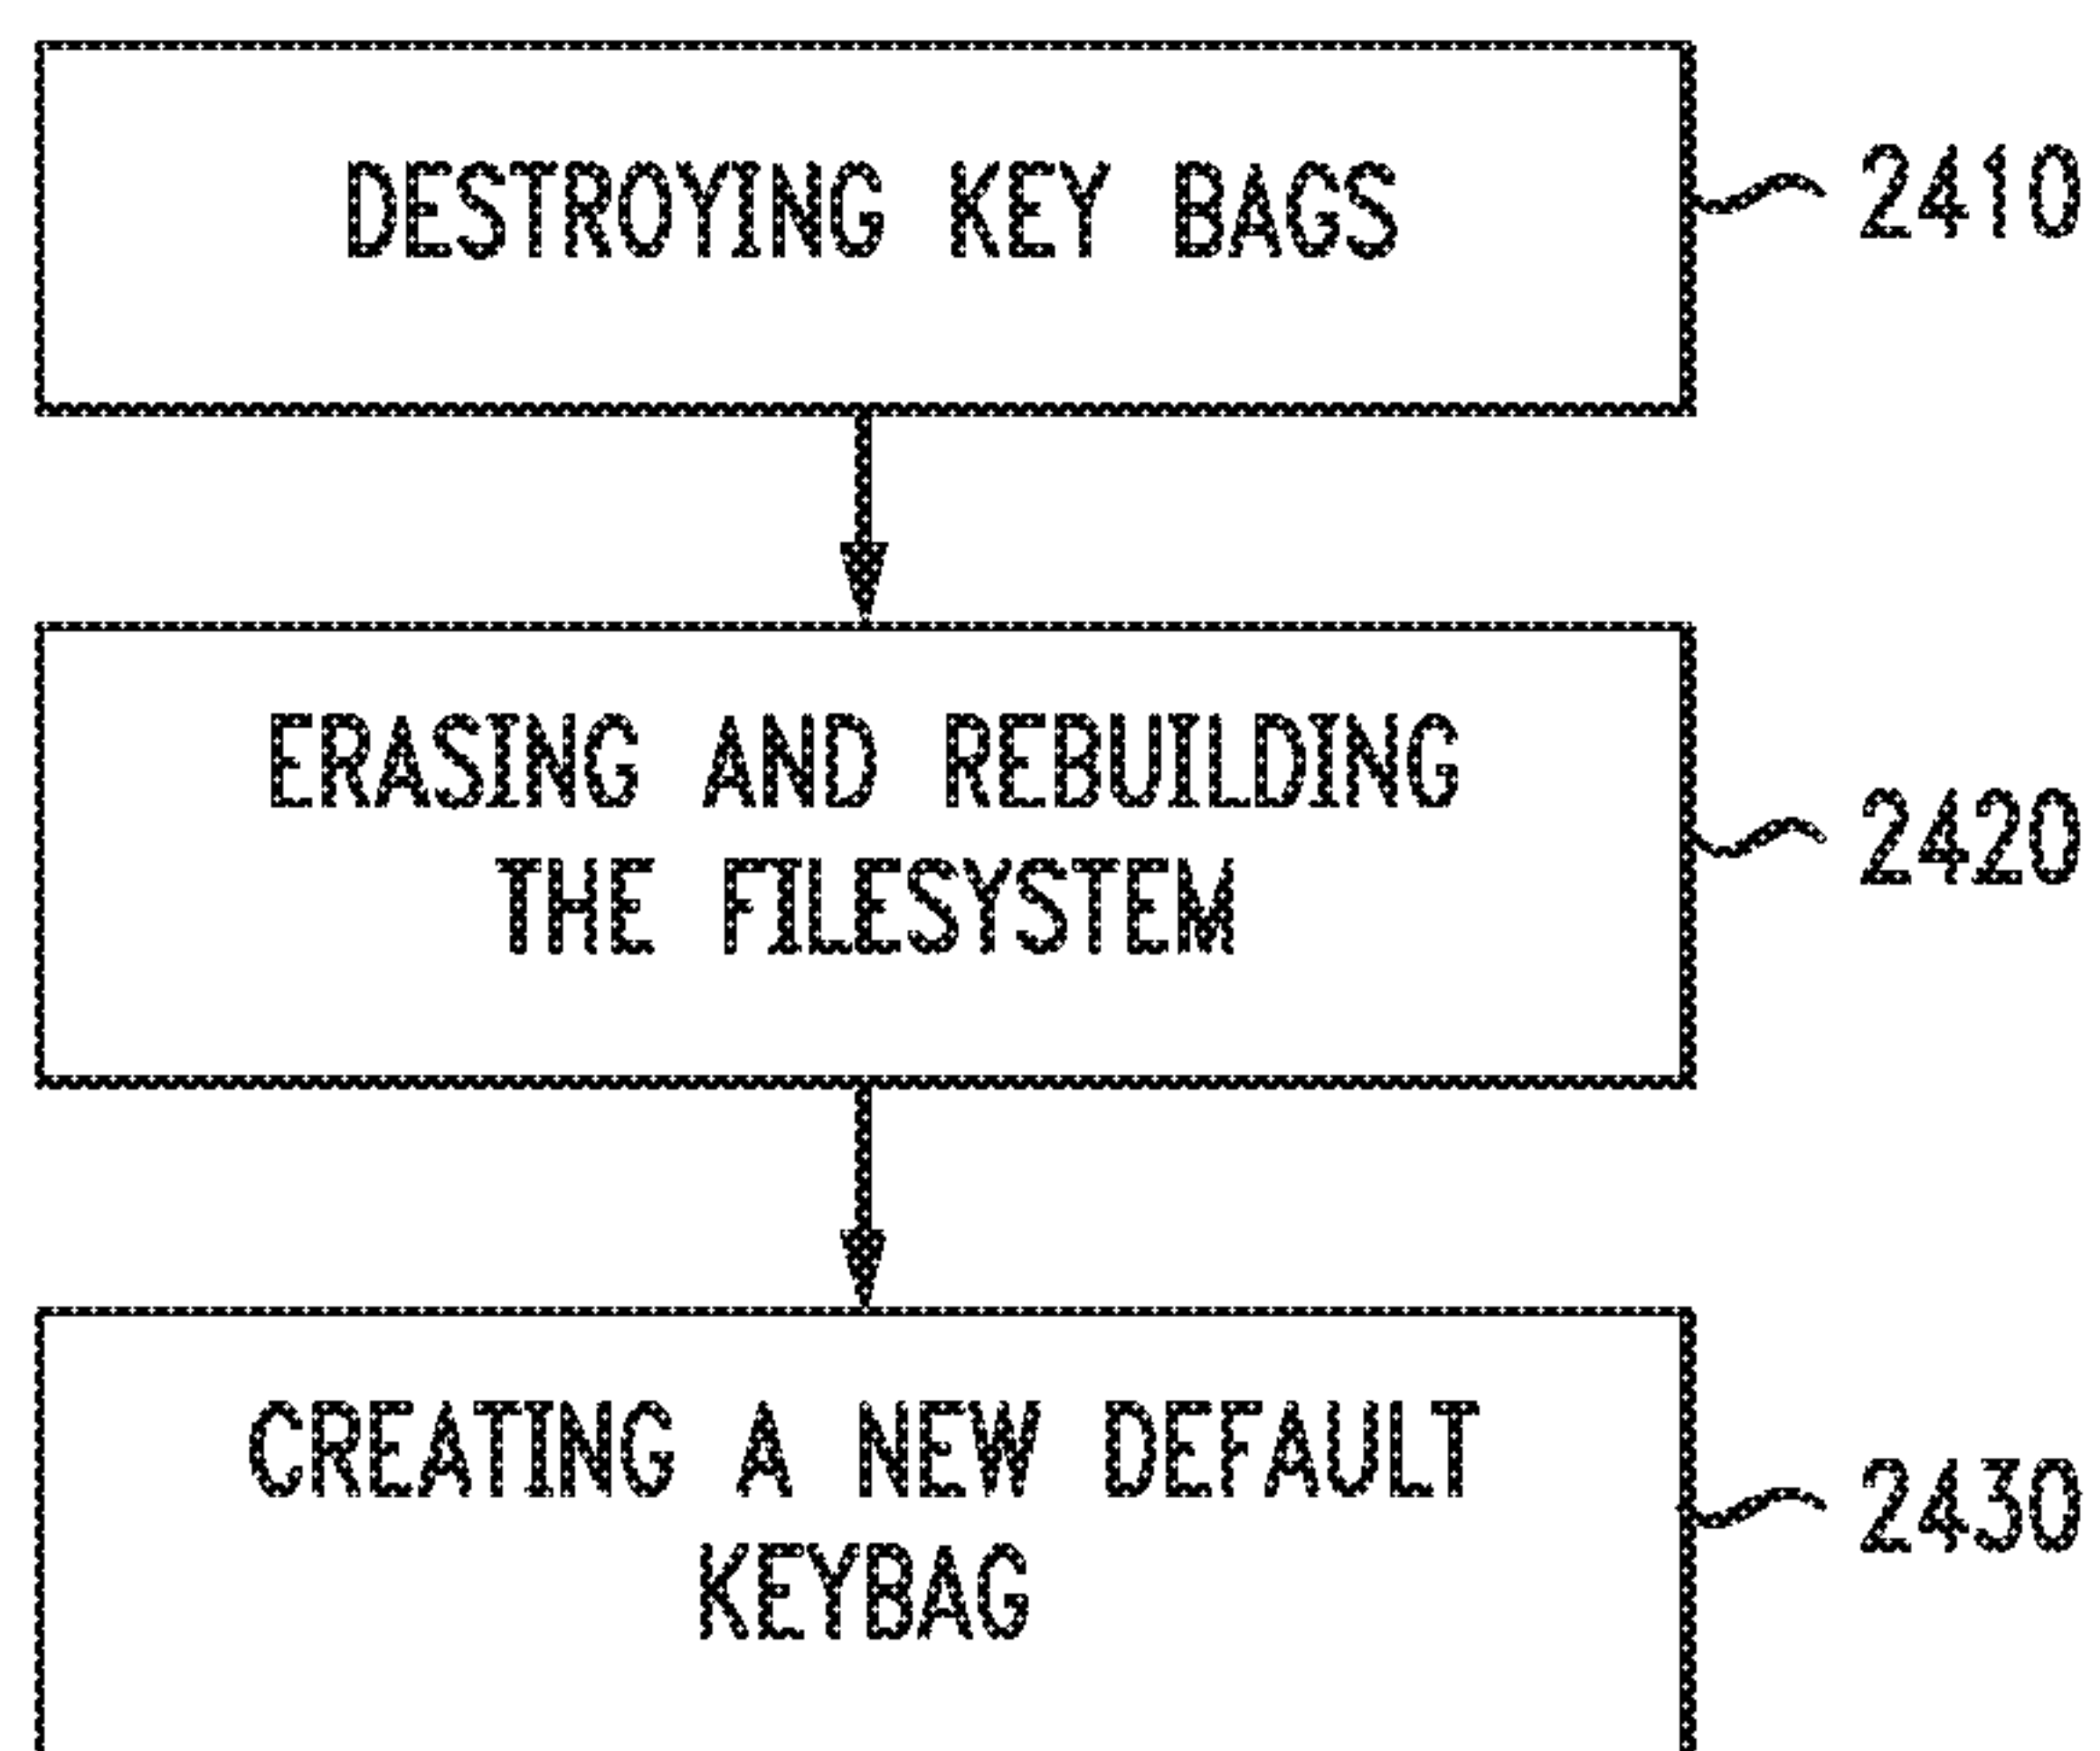 DESTROYING KEY BAGS
2410
ERASING AND REBUILDING
THE FILESYSTEM
2420
CREATING A NEW DEFAULT
KEYBAG
2430